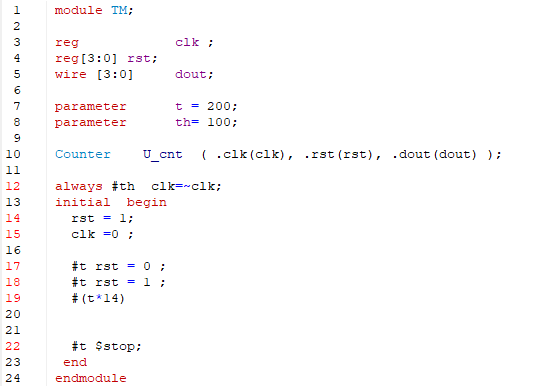 1 module TM;
2
3 reg clk ;
4 reg[3:0] rst;
5 wire [3:0] dout;
6
7 parameter t = 200;
8 parameter th= 100;
9
10 Counter U_cnt ( .clk(clk), .rst(rst), .dout(dout) );
11
12 always #th clk=~clk;
13 initial begin
14 rst = 1;
15 clk =0 ;
16
17 #t rst = 0 ;
18 #t rst = 1 ;
19 #(t*14)
20
21
22 #t $stop;
23 end
24 endmodule